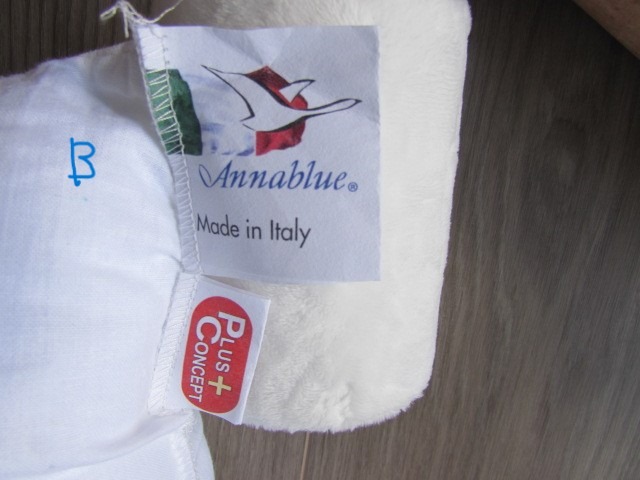 B
Annablue®
Made in Italy
PLUS+
CONCEPT